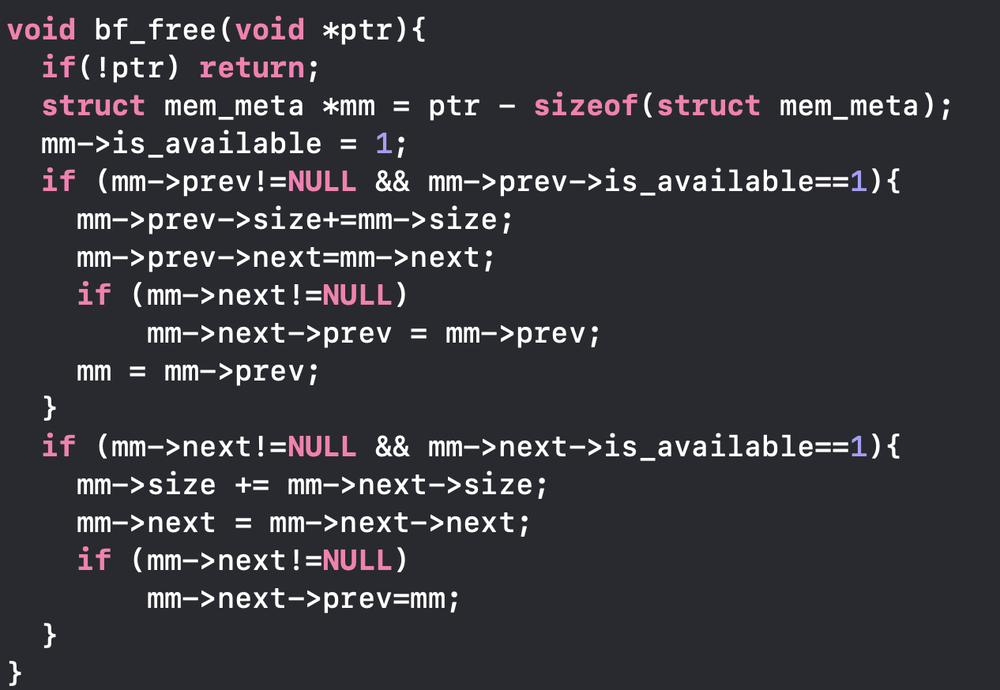 void bf_free(void *ptr){
  if(!ptr) return;
  struct mem_meta *mm = ptr - sizeof(struct mem_meta);
  mm->is_available = 1;
  if (mm->prev!=NULL && mm->prev->is_available==1){
    mm->prev->size+=mm->size;
    mm->prev->next=mm->next;
    if (mm->next!=NULL)
        mm->next->prev = mm->prev;
    mm = mm->prev;
  }
  if (mm->next!=NULL && mm->next->is_available==1){
    mm->size += mm->next->size;
    mm->next = mm->next->next;
    if (mm->next!=NULL)
        mm->next->prev=mm;
  }
}